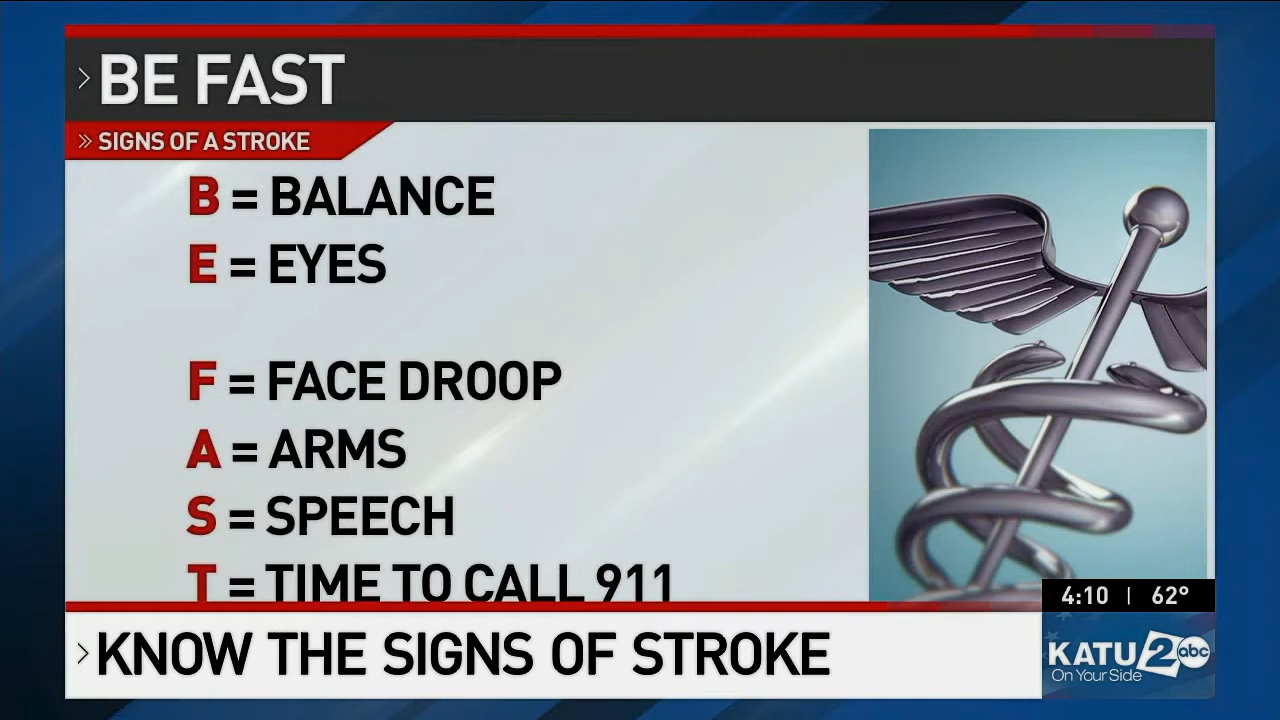 BE FAST
SIGNS OF A STROKE
B = BALANCE
E = EYES
F = FACE DROOP
A = ARMS
S = SPEECH
T = TIME TO CALL 911
KNOW THE SIGNS OF STROKE
4:10 | 62°
KATU 2 abc
On Your Side